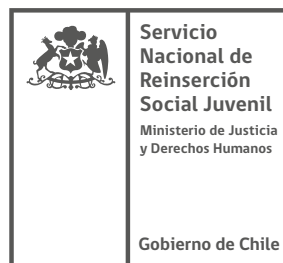 Servicio
Nacional de
Reinserción
Social Juvenil
Ministerio de Justicia
y Derechos Humanos
Gobierno de Chile